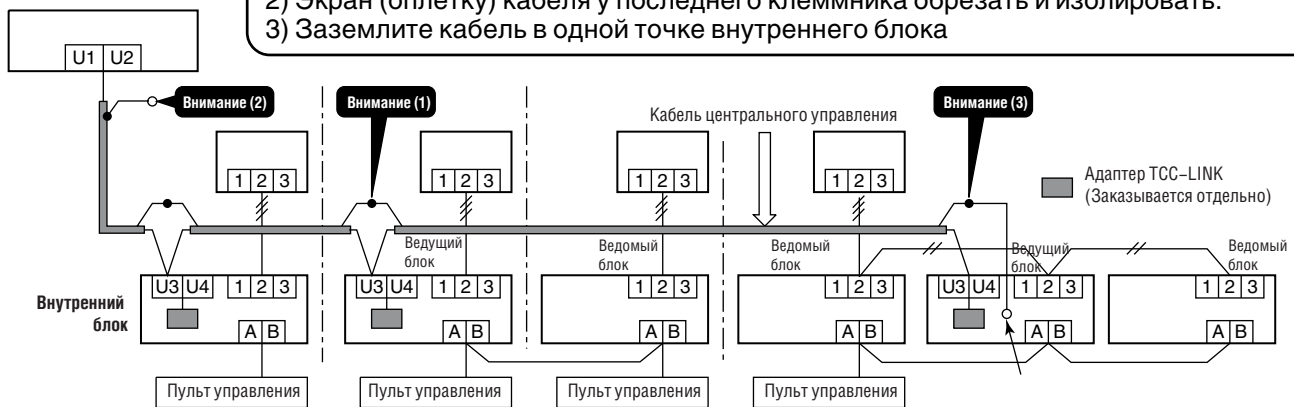 2) Экран (оплетку) кабеля у последнего клеммника обрезать и изолировать.
3) Заземлите кабель в одной точке внутреннего блока
U1 U2
Внимание (2)
Внимание (1)
Внимание (3)
Кабель центрального управления
1 2 3
1 2 3
1 2 3
1 2 3
Адаптер TCC–LINK
(Заказывается отдельно)
Ведущий
блок
Ведомый
блок
Ведомый
блок
Ведущий
блок
Ведомый
блок
Внутренний
блок
U3 U4 1 2 3
U3 U4 1 2 3
1 2 3
1 2 3
U3 U4 1 2 3
1 2 3
A B
A B
A B
A B
A B
A B
Пульт управления
Пульт управления
Пульт управления
Пульт управления